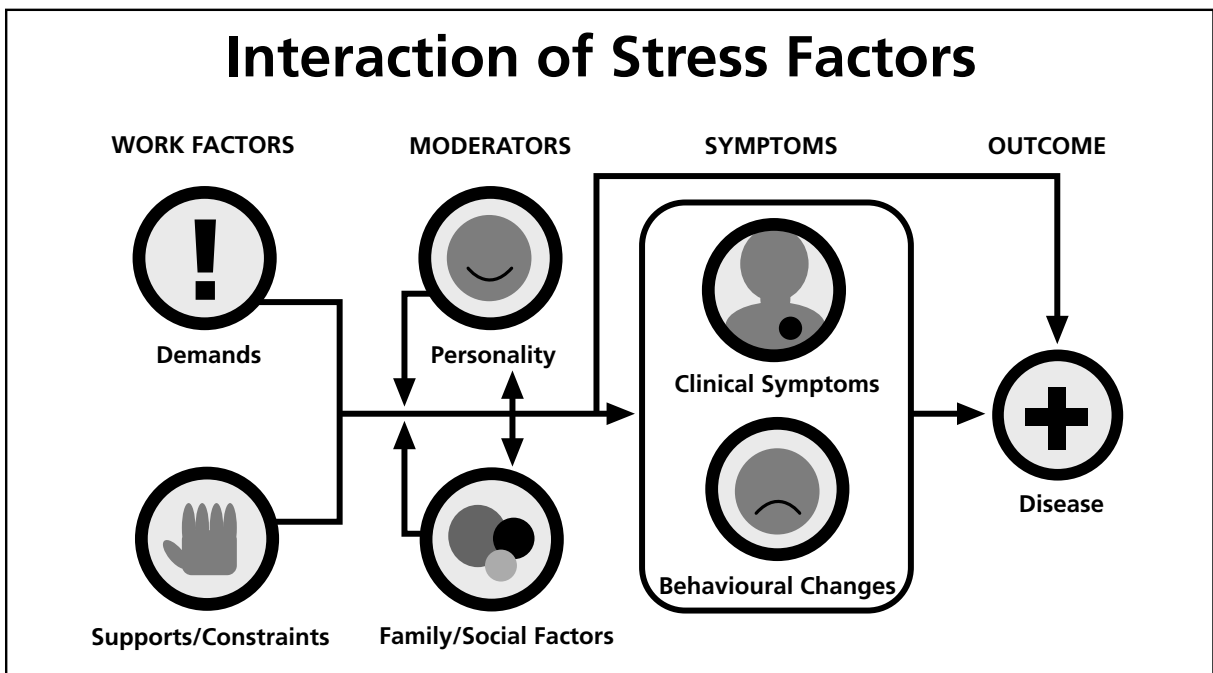 Interaction of Stress Factors
WORK FACTORS
MODERATORS
SYMPTOMS
OUTCOME
Demands
Personality
Clinical Symptoms
Disease
Behavioural Changes
Supports/Constraints
Family/Social Factors